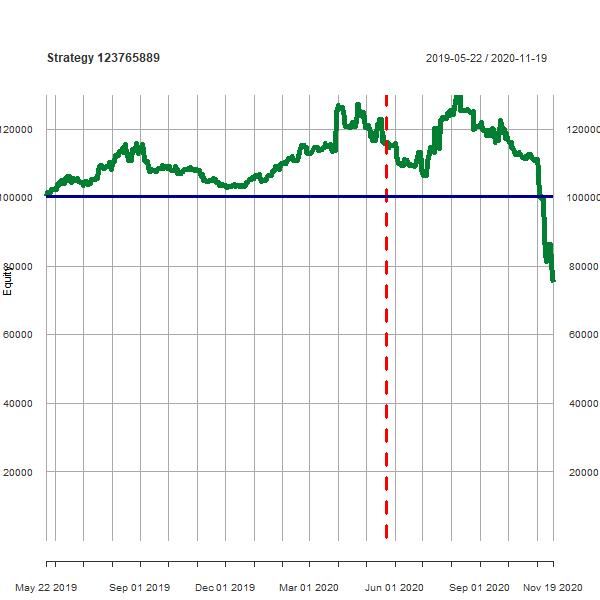 Strategy 123765889 2019-05-22 / 2020-11-19
120000 120000
100000 100000
80000 80000
Equity
60000 60000
40000 40000
20000 20000
May 22 2019 Sep 01 2019 Dec 01 2019 Mar 01 2020 Jun 01 2020 Sep 01 2020 Nov 19 2020